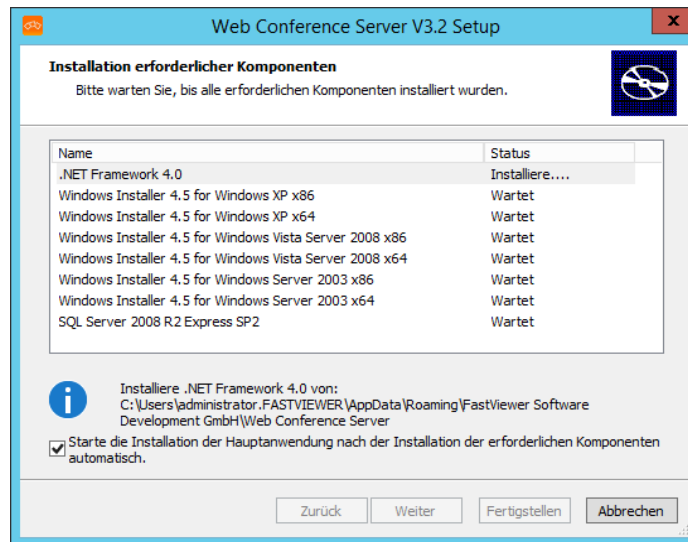 Web Conference Server V3.2 Setup
x
Installation erforderlicher Komponenten
Bitte warten Sie, bis alle erforderlichen Komponenten installiert wurden.
Name Status
.NET Framework 4.0 Installiere....
Windows Installer 4.5 for Windows XP x86 Wartet
Windows Installer 4.5 for Windows XP x64 Wartet
Windows Installer 4.5 for Windows Vista Server 2008 x86 Wartet
Windows Installer 4.5 for Windows Vista Server 2008 x64 Wartet
Windows Installer 4.5 for Windows Server 2003 x86 Wartet
Windows Installer 4.5 for Windows Server 2003 x64 Wartet
SQL Server 2008 R2 Express SP2 Wartet
Installiere .NET Framework 4.0 von:
C:\Users\administrator.FASTVIEWER\AppData\Roaming\FastViewer Software
Development GmbH\Web Conference Server
Starte die Installation der Hauptanwendung nach der Installation der erforderlichen Komponenten
automatisch.
Zurück Weiter Fertigstellen Abbrechen